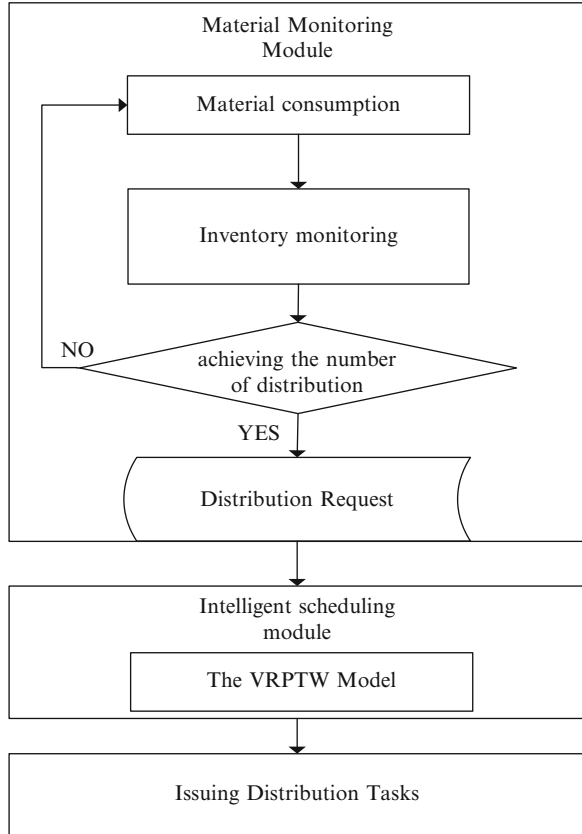 Material Monitoring
Module
Material consumption
Inventory monitoring
NO
achieving the number
of distribution
YES
Distribution Request
Intelligent scheduling
module
The VRPTW Model
Issuing Distribution Tasks